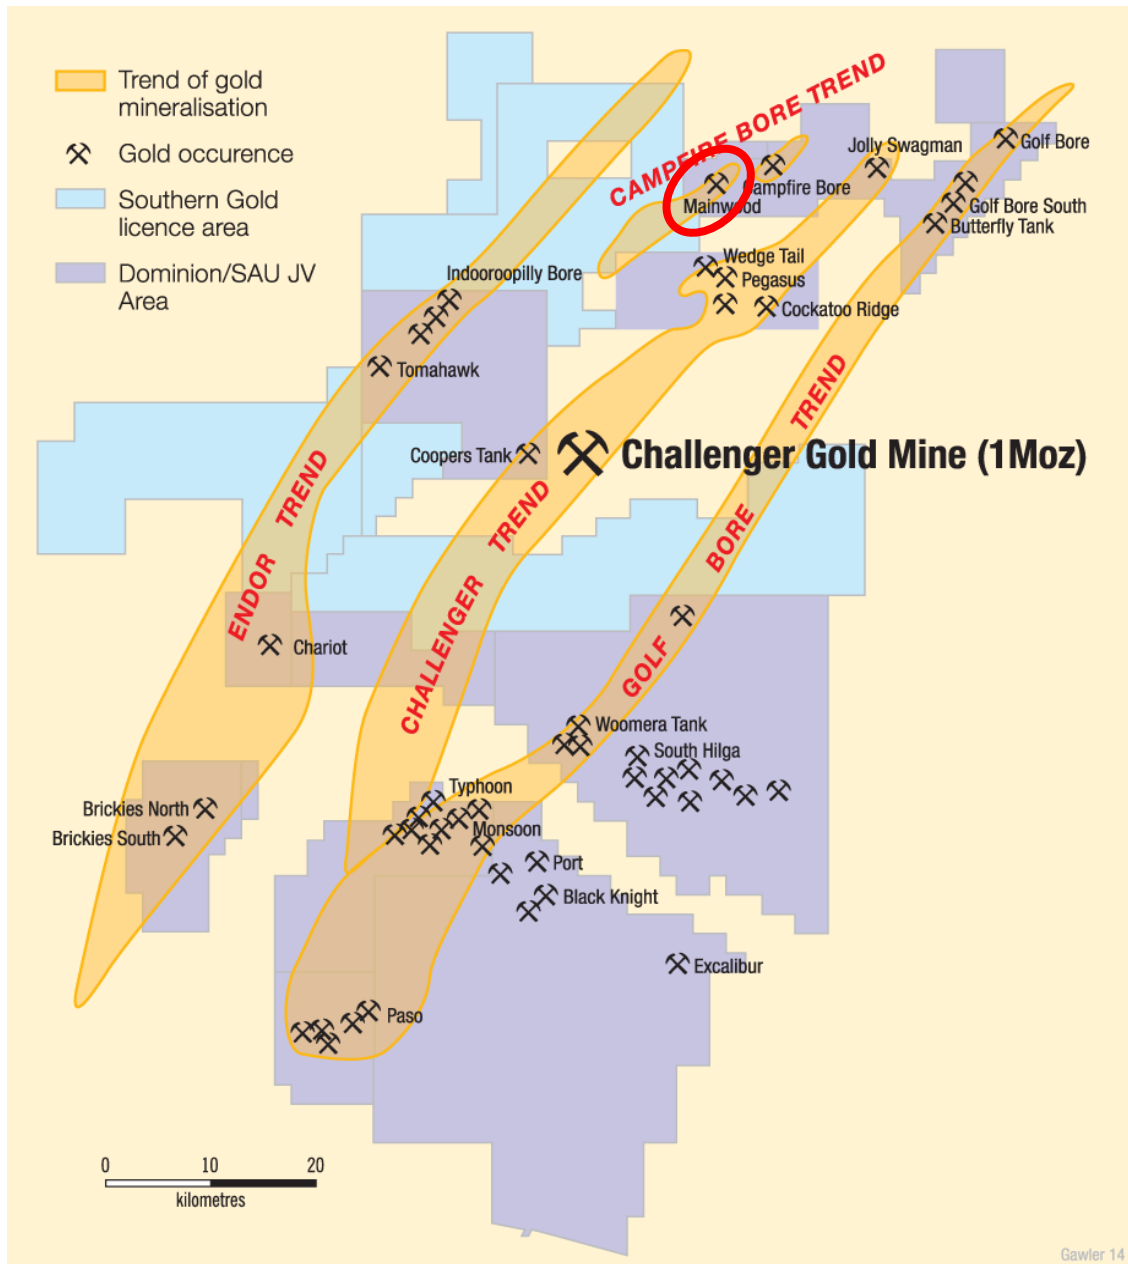 Trend of gold
mineralisation
Gold occurence
Southern Gold
licence area
Dominion/SAU JV
Area
CAMPFIRE BORE TREND
Jolly Swagman
Golf Bore
Campfire Bore
Mainwood
Golf Bore South
Butterfly Tank
Wedge Tail
Pegasus
Indooroopilly Bore
Cockatoo Ridge
Tomahawk
Coopers Tank
Challenger Gold Mine (1Moz)
ENDOR TREND
CHALLENGER TREND
GOLF BORE TREND
Chariot
Woomera Tank
South Hilga
Typhoon
Brickies North
Monsoon
Brickies South
Port
Black Knight
Excalibur
Paso
0 10 20
kilometres
Gawler 14